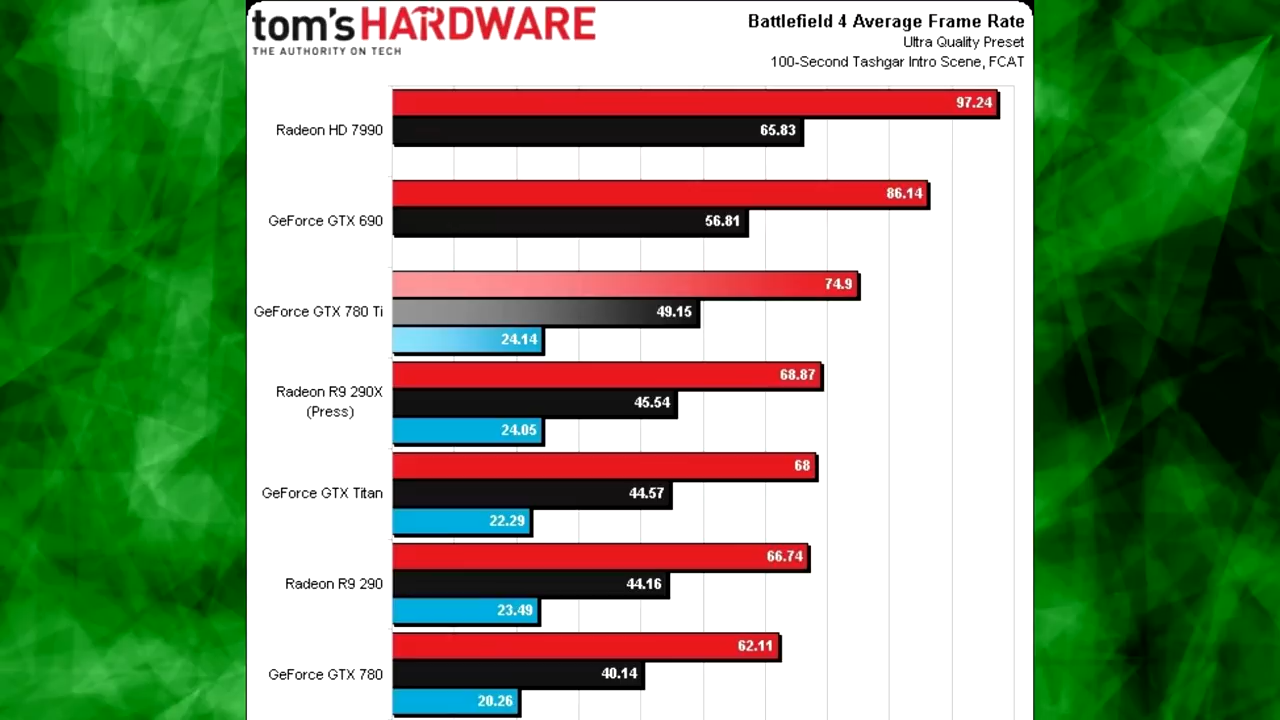 tom's HARDWARE
THE AUTHORITY ON TECH
Battlefield 4 Average Frame Rate
Ultra Quality Preset
100-Second Tashgar Intro Scene, FCAT
97.24
Radeon HD 7990
65.83
86.14
GeForce GTX 690
56.81
74.9
GeForce GTX 780 Ti
49.15
24.14
68.87
Radeon R9 290X
(Press)
45.54
24.05
68
GeForce GTX Titan
44.57
22.29
66.74
Radeon R9 290
44.16
23.49
62.11
GeForce GTX 780
40.14
20.26